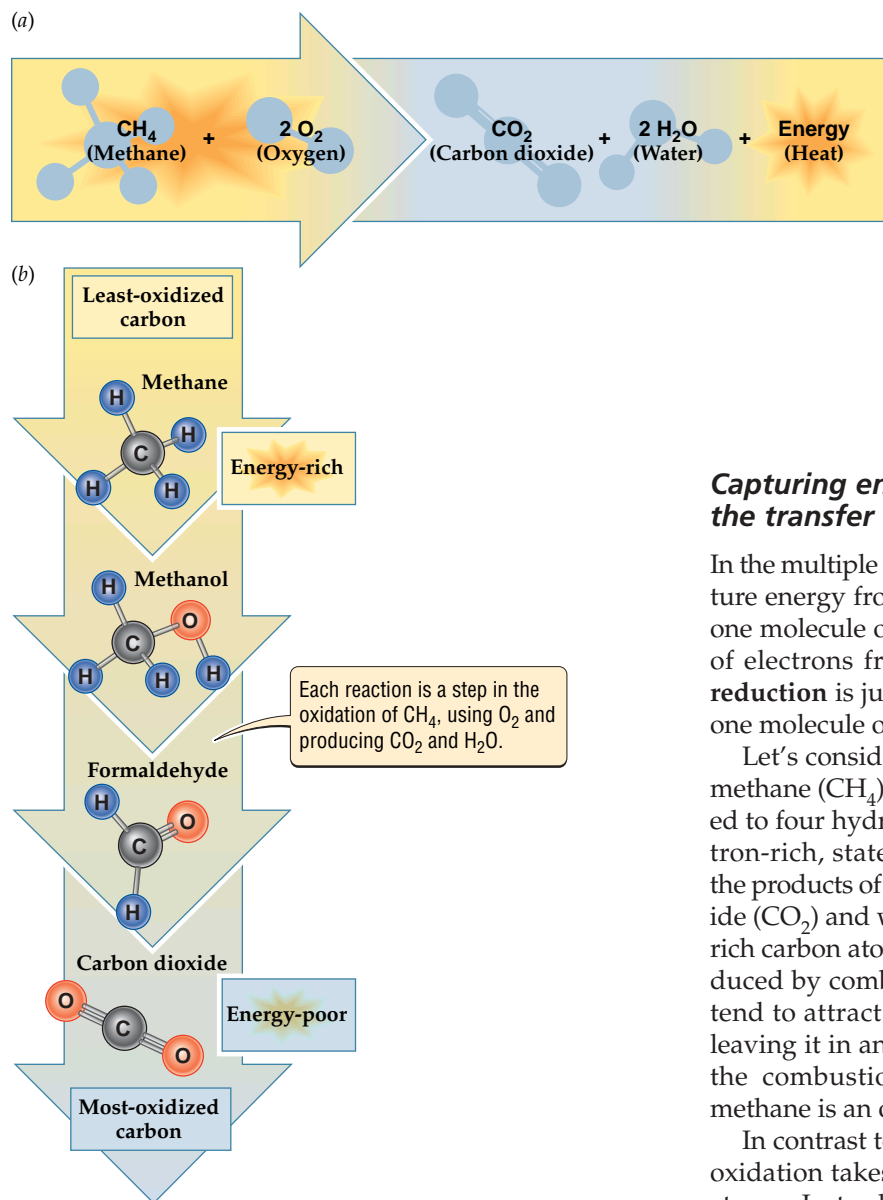 (a)
CH4 + 2 O2 CO2 + 2 H2O + Energy
(Methane) (Oxygen) (Carbon dioxide) (Water) (Heat)
(b)
Least-oxidized
carbon
Methane
H
H
C
H
H
Energy-rich
Methanol
H
O
C
H
H
H
Each reaction is a step in the
oxidation of CH4, using O2 and
producing CO2 and H2O.
Formaldehyde
H
O
C
H
Carbon dioxide
O
C
O
Energy-poor
Most-oxidized
carbon
Capturing en
the transfer
In the multiple
ture energy fro
one molecule o
of electrons fr
reduction is ju
one molecule o
Let's consid
methane (CH4)
ed to four hydr
tron-rich, state
the products of
ide (CO2) and w
rich carbon ato
duced by comb
tend to attract
leaving it in an
the combustio
methane is an o
In contrast to
oxidation takes